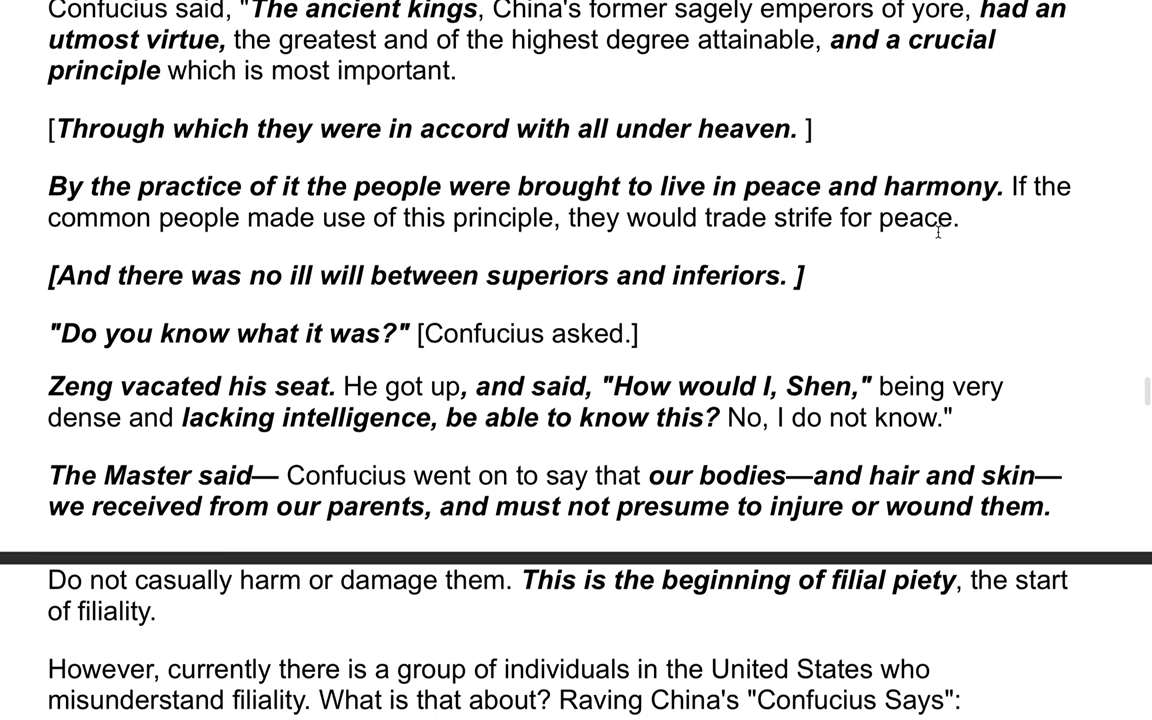 Confucius said, "The ancient kings, China's former sagely emperors of yore, had an
utmost virtue, the greatest and of the highest degree attainable, and a crucial
principle which is most important.
[Through which they were in accord with all under heaven. ]
By the practice of it the people were brought to live in peace and harmony. If the
common people made use of this principle, they would trade strife for peace.
[And there was no ill will between superiors and inferiors. ]
"Do you know what it was?" [Confucius asked.]
Zeng vacated his seat. He got up, and said, "How would I, Shen," being very
dense and lacking intelligence, be able to know this? No, I do not know."
The Master said— Confucius went on to say that our bodies—and hair and skin—
we received from our parents, and must not presume to injure or wound them.
Do not casually harm or damage them. This is the beginning of filial piety, the start
of filiality.
However, currently there is a group of individuals in the United States who
misunderstand filiality. What is that about? Raving China's "Confucius Says":